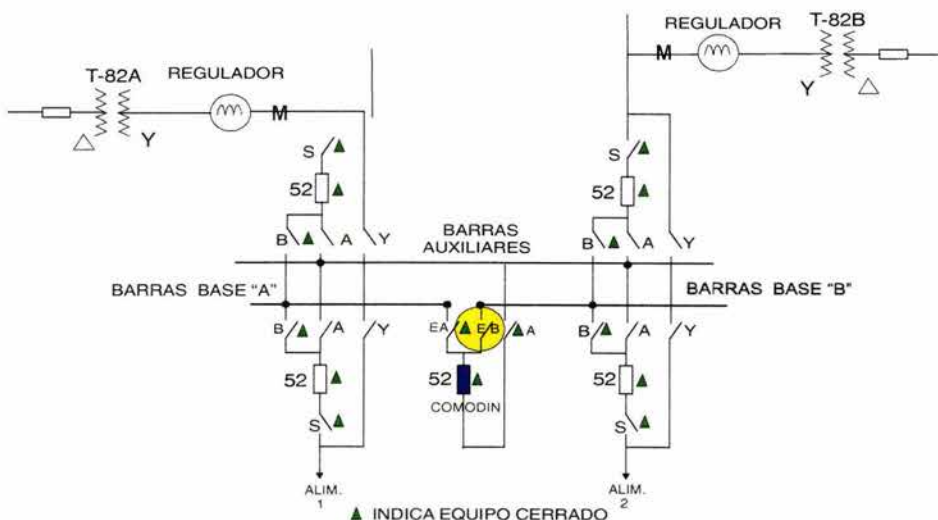 T-82B
REGULADOR
M
Y
T-82A
REGULADOR
M
Y
S
S
52
52
B A Y
BARRAS AUXILIARES
B A Y
BARRAS BASE "A"
BARRAS BASE "B"
B A Y
EA EB A
B A Y
52
52
52
COMODIN
S
S
ALIM. 1
ALIM. 2
INDICA EQUIPO CERRADO